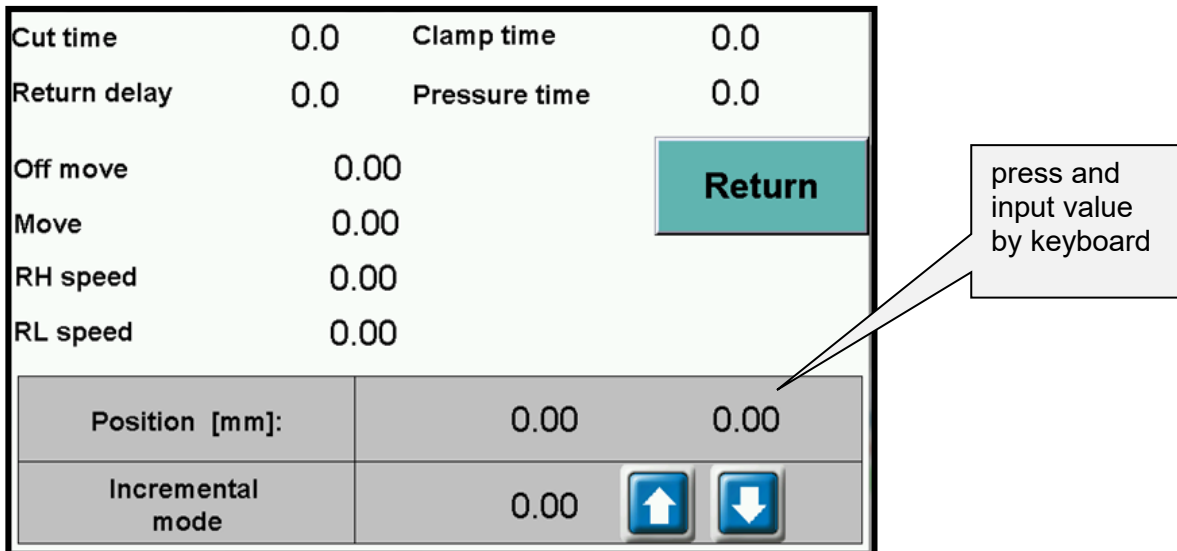 Cut time 0.0 Clamp time 0.0
Return delay 0.0 Pressure time 0.0
Off move 0.00
Return
Move 0.00
RH speed 0.00
RL speed 0.00
Position [mm]: 0.00 0.00
Incremental
mode 0.00
press and
input value
by keyboard